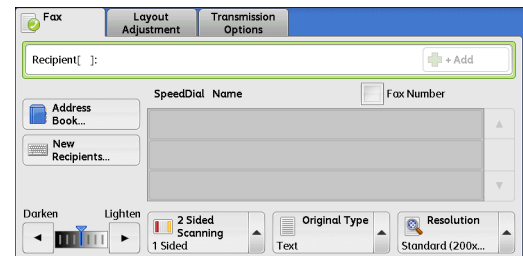 Fax
Layout
Adjustment
Transmission
Options
Recipient[ ]:
+ Add
SpeedDial Name
Fax Number
Address
Book...
New
Recipients...
Darken
Lighten
2 Sided
Scanning
1 Sided
Original Type
Text
Resolution
Standard (200x...